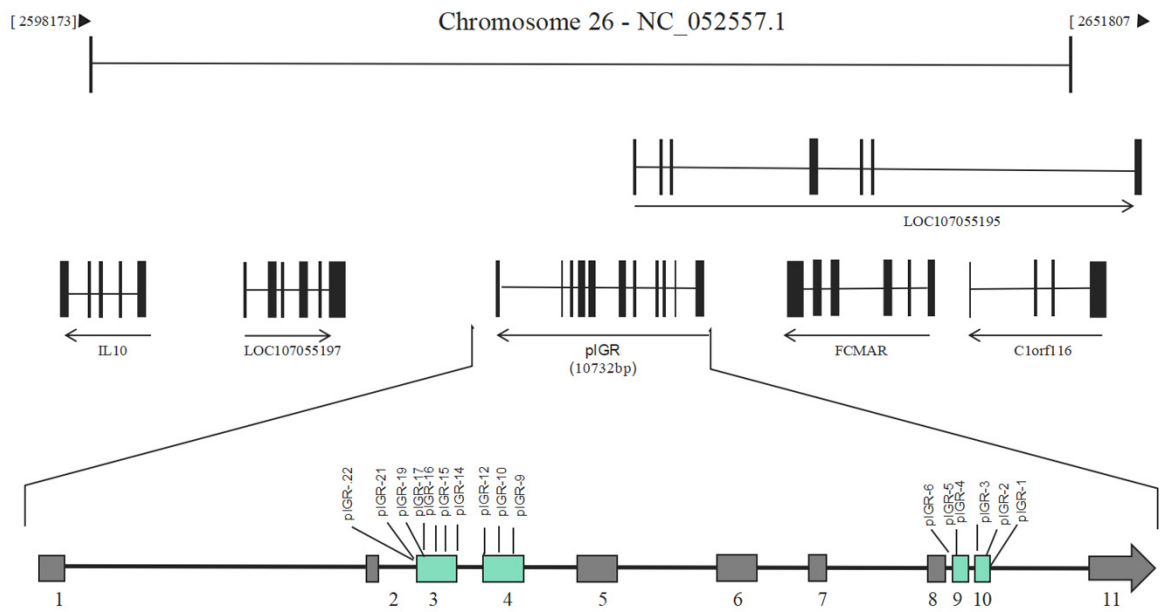 [ 2598173]
Chromosome 26 - NC_052557.1
[ 2651807
LOC107055195
IL10
LOC107055197
pIGR
(10732bp)
FCMAR
C1orf116
pIGR-.22
pIGR-21
pIGR-19
pIGR-17
pIGR-16
pIGR-15
pIGR-14
pIGR-12
pIGR-10
pIGR-9
pIGR-6
pIGR-5
pIGR-4
pIGR-3
pIGR-2
pIGR-1
1
2
3
4
5
6
7
8
9
10
11